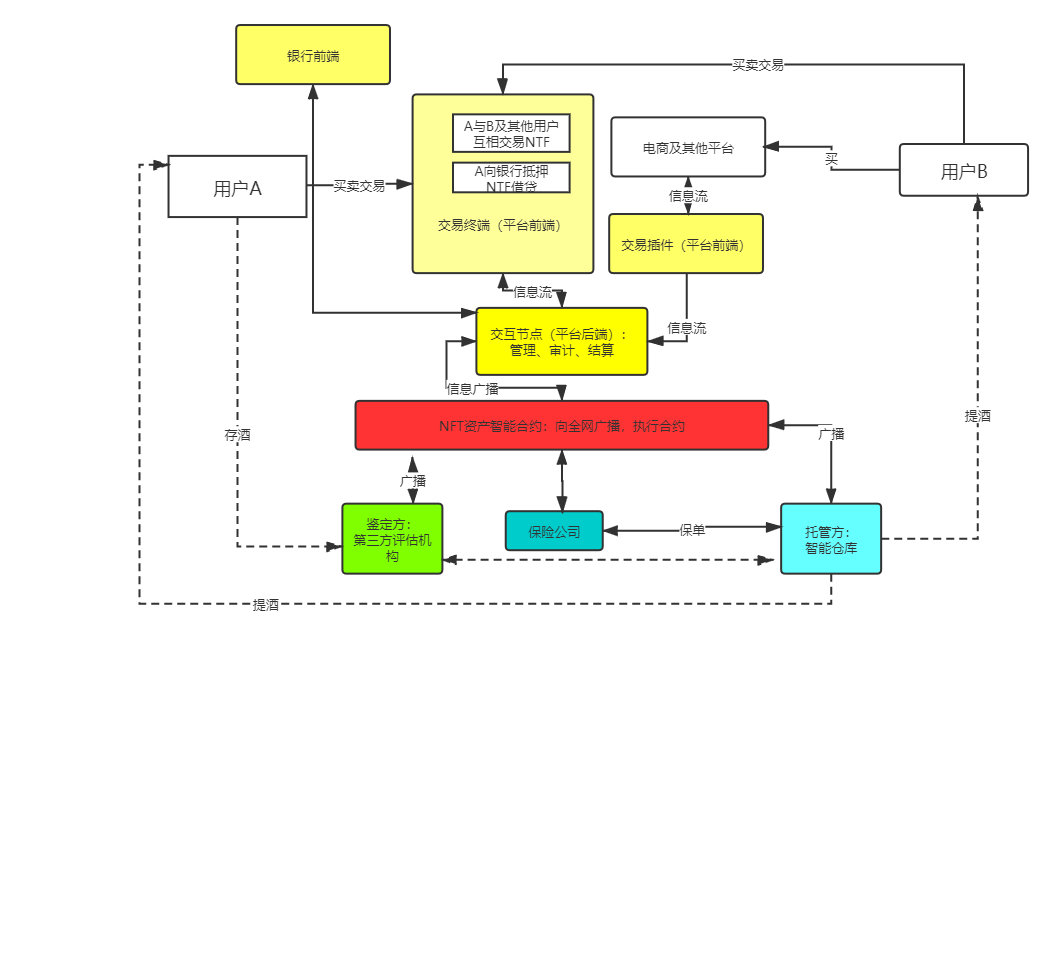 银行前端
买卖交易
A与B及其他用户
互相交易NTF
电商及其他平台
买
用户B
用户A
买卖交易
A向银行抵押
NTF借贷
信息流
交易终端（平台前端）
交易插件（平台前端）
信息流
信息流
交互节点（平台后端）：
管理、审计、结算
信息广播
提酒
NFT资产智能合约：向全网广播，执行合约
存酒
广播
广播
鉴定方：
第三方评估机
构
保险公司
保单
托管方：
智能仓库
提酒